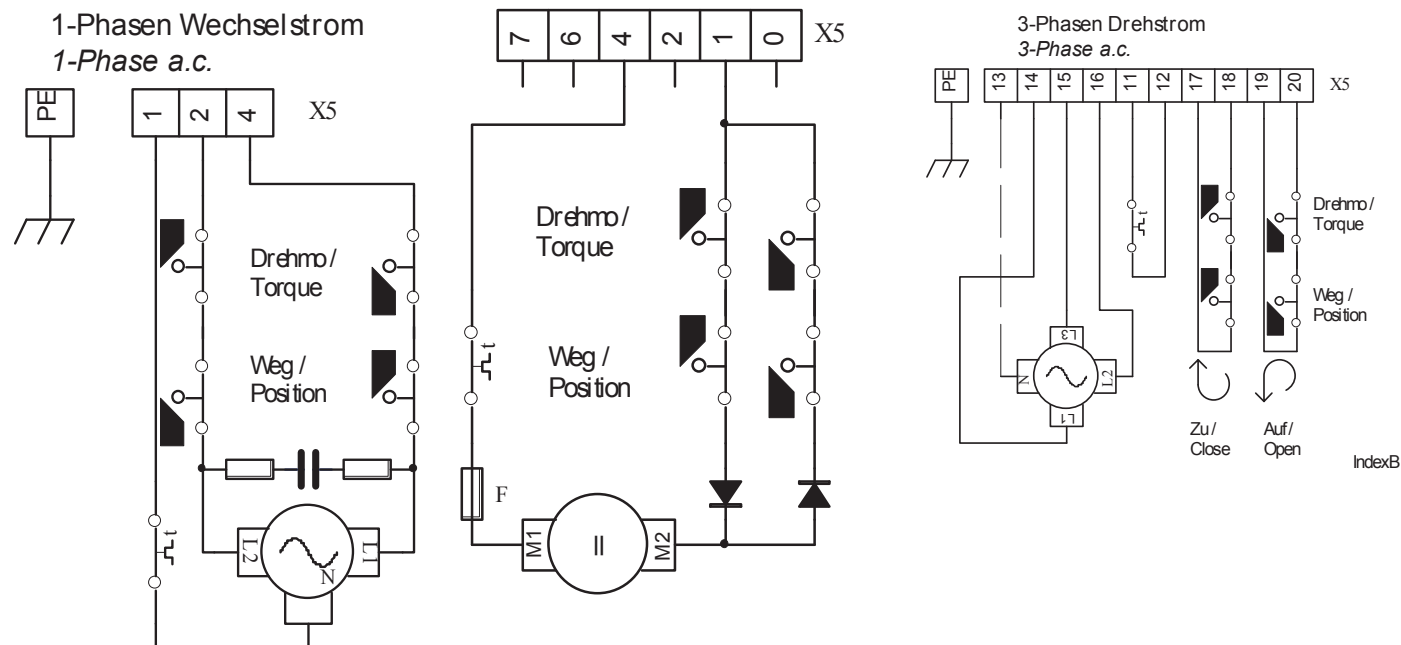 1-Phasen Wechselstrom
1-Phase a.c.
PE
1 2 4
X5
Drehmo /
Torque
Weg /
Position
t
L2
N
L1
7 6 4 2 1 0
X5
Drehmo /
Torque
Weg /
Position
t
F
M1
II
M2
3-Phasen Drehstrom
3-Phase a.c.
PE
13 14 15 16 11 12 17 18 19 20
X5
t
Drehmo /
Torque
Weg /
Position
L3
N
L2
L1
Zu /
Close
Auf /
Open
IndexB